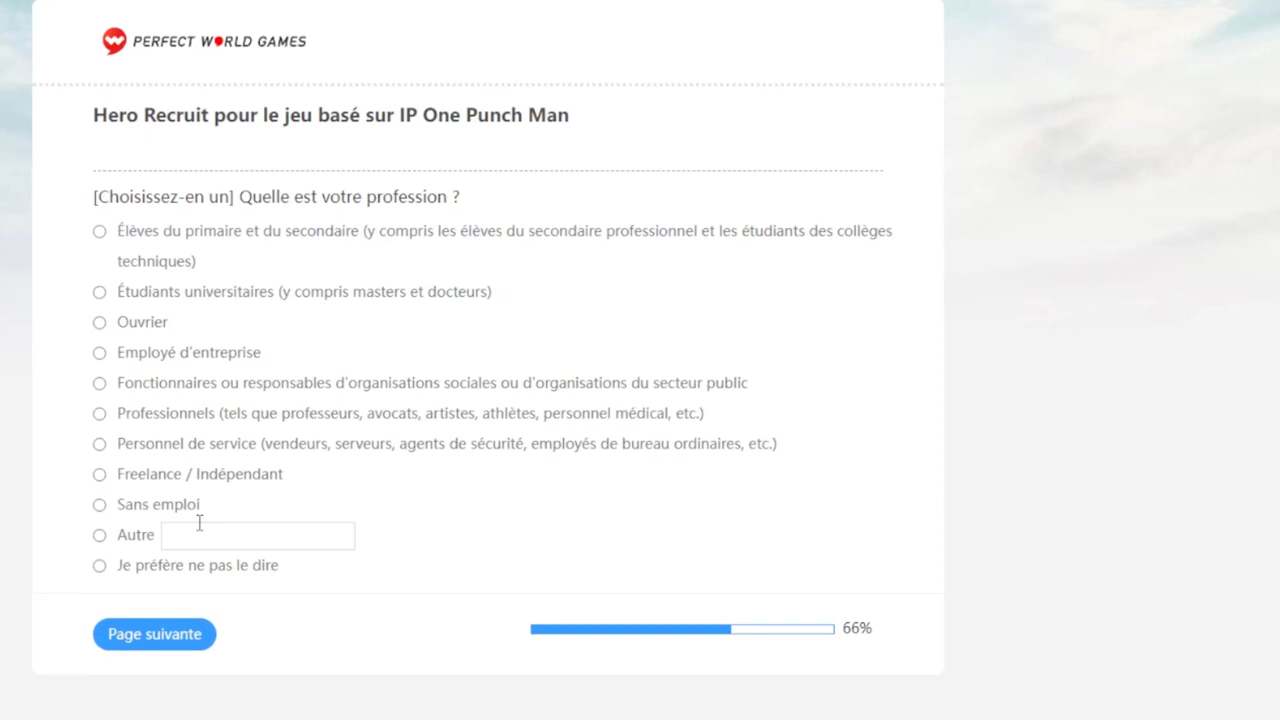 PERFECT WORLD GAMES
Hero Recruit pour le jeu basé sur IP One Punch Man
[Choisissez-en un] Quelle est votre profession ?
Élèves du primaire et du secondaire (y compris les élèves du secondaire professionnel et les étudiants des collèges
techniques)
Étudiants universitaires (y compris masters et docteurs)
Ouvrier
Employé d'entreprise
Fonctionnaires ou responsables d'organisations sociales ou d'organisations du secteur public
Professionnels (tels que professeurs, avocats, artistes, athlètes, personnel médical, etc.)
Personnel de service (vendeurs, serveurs, agents de sécurité, employés de bureau ordinaires, etc.)
Freelance / Indépendant
Sans emploi
Autre
Je préfère ne pas le dire
Page suivante
66%